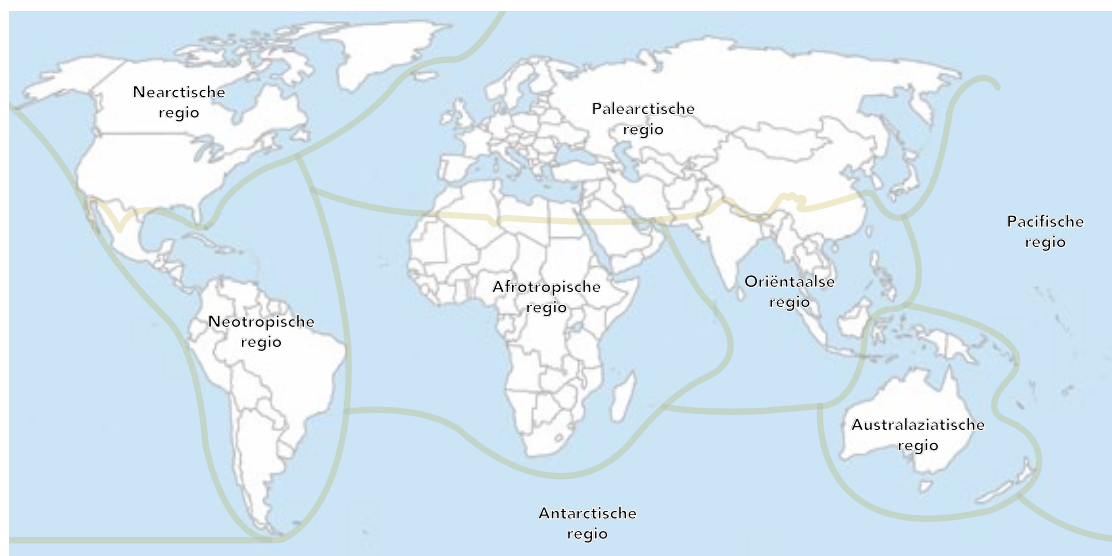 Nearctische
regio
Palearctische
regio
Pacifische
regio
Afrotropische
regio
Oriëntaalse
regio
Neotropische
regio
Australaziatische
regio
Antarctische
regio